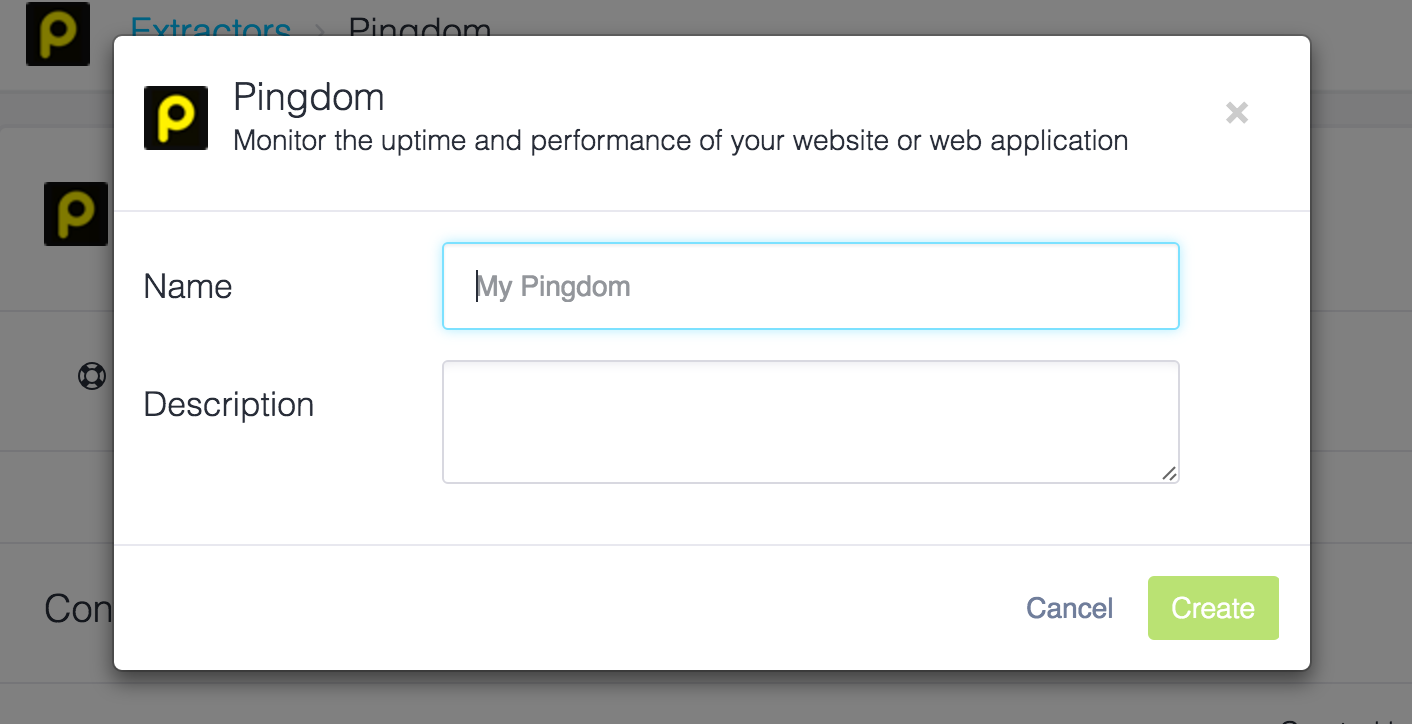 Extractors > Pingdom
Pingdom
Monitor the uptime and performance of your website or web application
×
Name
My Pingdom
Description
Con
Cancel
Create